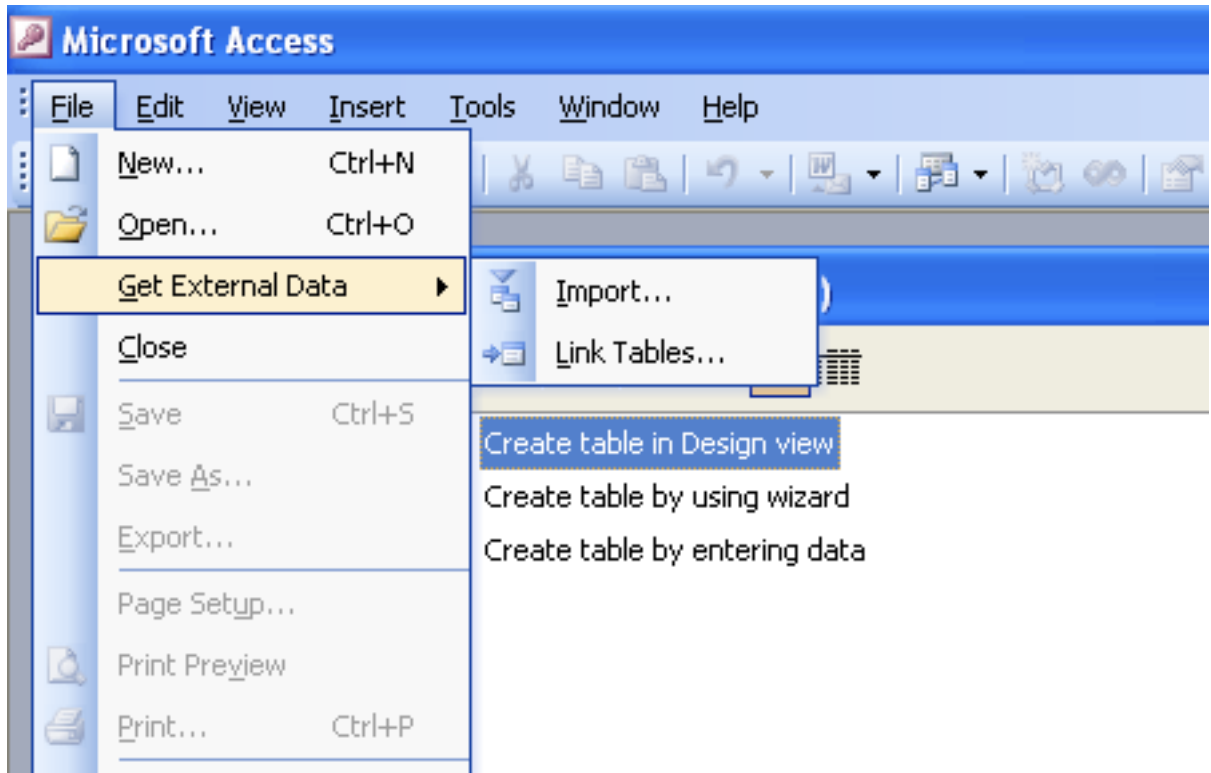 Microsoft Access
File Edit View Insert Tools Window Help
New... Ctrl+N
Open... Ctrl+O
Get External Data
Import...
Link Tables...
Close
Save Ctrl+S
Save As...
Export...
Page Setup...
Print Preview
Print... Ctrl+P
)
Create table in Design view
Create table by using wizard
Create table by entering data